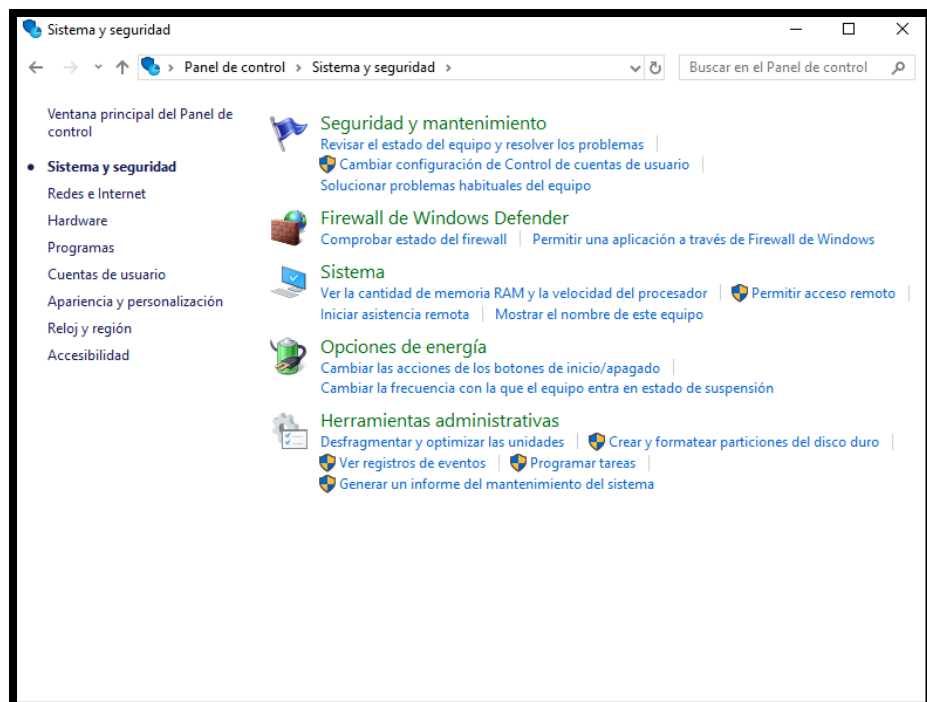 Sistema y seguridad
Panel de control > Sistema y seguridad >
Buscar en el Panel de control
Ventana principal del Panel de
control
Sistema y seguridad
Redes e Internet
Hardware
Programas
Cuentas de usuario
Apariencia y personalización
Reloj y región
Accesibilidad
Seguridad y mantenimiento
Revisar el estado del equipo y resolver los problemas
Cambiar configuración de Control de cuentas de usuario
Solucionar problemas habituales del equipo
Firewall de Windows Defender
Comprobar estado del firewall Permitir una aplicación a través de Firewall de Windows
Sistema
Ver la cantidad de memoria RAM y la velocidad del procesador Permitir acceso remoto
Iniciar asistencia remota Mostrar el nombre de este equipo
Opciones de energía
Cambiar las acciones de los botones de inicio/apagado
Cambiar la frecuencia con la que el equipo entra en estado de suspensión
Herramientas administrativas
Desfragmentar y optimizar las unidades Crear y formatear particiones del disco duro
Ver registros de eventos Programar tareas
Generar un informe del mantenimiento del sistema